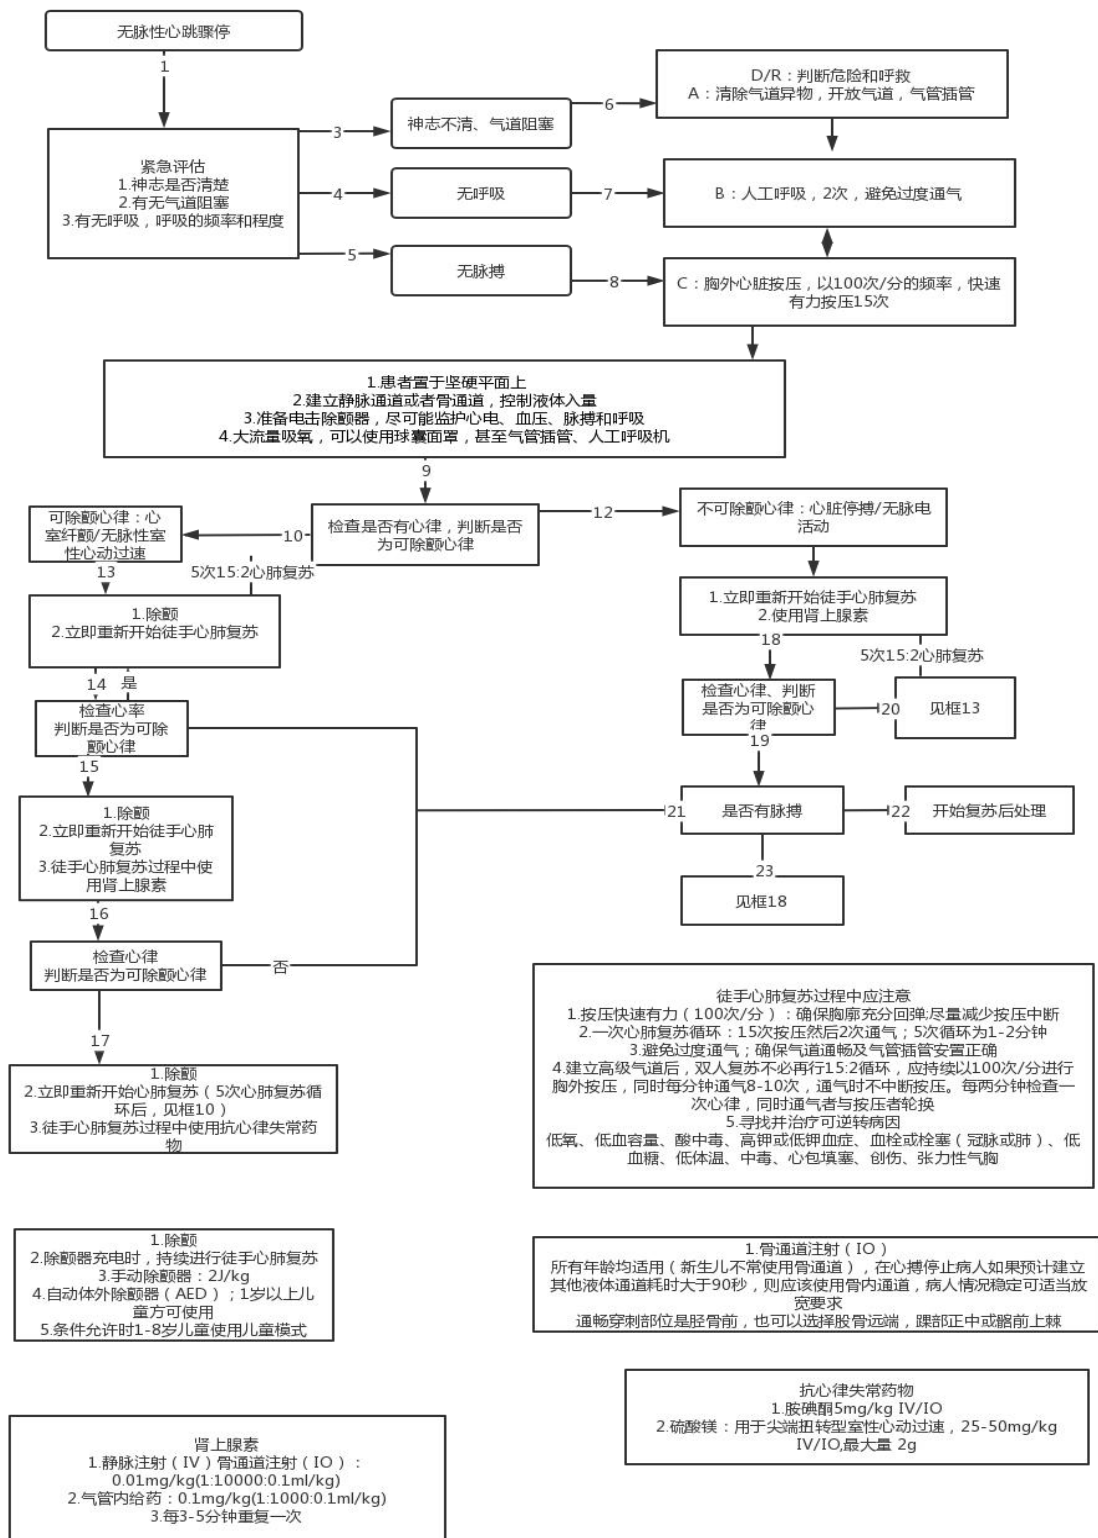 无脉性心跳骤停
1
紧急评估
1.神志是否清楚
2.有无气道阻塞
3.有无呼吸，呼吸的频率和程度
3
神志不清、气道阻塞
6
D/R：判断危险和呼救
A：清除气道异物，开放气道，气管插管
4
无呼吸
7
B：人工呼吸，2次，避免过度通气
5
无脉搏
8
C：胸外心脏按压，以100次/分的频率，快速
有力按压15次
1.患者置于坚硬平面上
2.建立静脉通道或者骨通道，控制液体入量
3.准备电击除颤器，尽可能监护心电、血压、脉搏和呼吸
4.大流量吸氧，可以使用球囊面罩，甚至气管插管、人工呼吸机
9
检查是否有心律，判断是否
为可除颤心律
10
可除颤心律：心
室纤颤/无脉性室
性心动过速
12
不可除颤心律：心脏停搏/无脉电
活动
13
5次15:2心肺复苏
1.除颤
2.立即重新开始徒手心肺复苏
14
是
检查心率
判断是否为可除
颤心律
15
1.除颤
2.立即重新开始徒手心肺
复苏
3.徒手心肺复苏过程中使
用肾上腺素
16
检查心律
判断是否为可除颤心律
否
17
1.除颤
2.立即重新开始心肺复苏（5次心肺复苏循
环后，见框10）
3.徒手心肺复苏过程中使用抗心律失常药
物
1.立即重新开始徒手心肺复苏
2.使用肾上腺素
18
5次15:2心肺复苏
检查心律、判断
是否为可除颤心
律
20
见框13
19
21
是否有脉搏
22
开始复苏后处理
23
见框18
徒手心肺复苏过程中应注意
1.按压快速有力（100次/分）：确保胸廓充分回弹;尽量减少按压中断
2.一次心肺复苏循环：15次按压然后2次通气；5次循环为1-2分钟
3.避免过度通气；确保气道通畅及气管插管安置正确
4.建立高级气道后，双人复苏不必再行15:2循环，应持续以100次/分进行
胸外按压，同时每分钟通气8-10次，通气时不中断按压。每两分钟检查一
次心律，同时通气者与按压者轮换
5.寻找并治疗可逆转病因
低氧、低血容量、酸中毒、高钾或低钾血症、血栓或栓塞（冠脉或肺）、低
血糖、低体温、中毒、心包填塞、创伤、张力性气胸
1.除颤
2.除颤器充电时，持续进行徒手心肺复苏
3.手动除颤器：2J/kg
4.自动体外除颤器（AED）；1岁以上儿
童方可使用
5.条件允许时1-8岁儿童使用儿童模式
1.骨通道注射（IO）
所有年龄均适用（新生儿不常使用骨通道），在心搏停止病人如果预计建立
其他液体通道耗时大于90秒，则应该使用骨内通道，病人情况稳定可适当放
宽要求
通畅穿刺部位是胫骨前，也可以选择股骨远端，踝部正中或髂前上棘
抗心律失常药物
1.胺碘酮5mg/kg IV/IO
2.硫酸镁：用于尖端扭转型室性心动过速，25-50mg/kg
IV/IO,最大量 2g
肾上腺素
1.静脉注射（IV）骨通道注射（IO）：
0.01mg/kg(1:10000:0.1ml/kg)
2.气管内给药：0.1mg/kg(1:1000:0.1ml/kg)
3.每3-5分钟重复一次